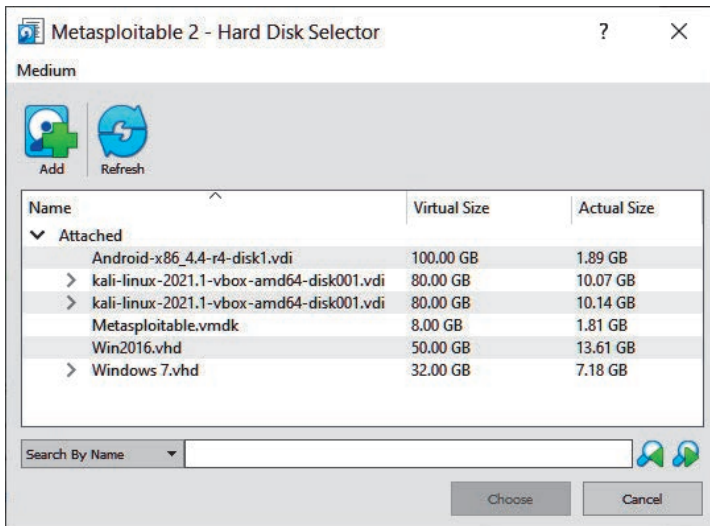 Metasploitable 2 - Hard Disk Selector ?
Medium
Add Refresh
Name Virtual Size Actual Size
Attached
Android-x86_4.4-r4-disk1.vdi 100.00 GB 1.89 GB
kali-linux-2021.1-vbox-amd64-disk001.vdi 80.00 GB 10.07 GB
kali-linux-2021.1-vbox-amd64-disk001.vdi 80.00 GB 10.14 GB
Metasploitable.vmdk 8.00 GB 1.81 GB
Win2016.vhd 50.00 GB 13.61 GB
Windows 7.vhd 32.00 GB 7.18 GB
Search By Name
Choose Cancel